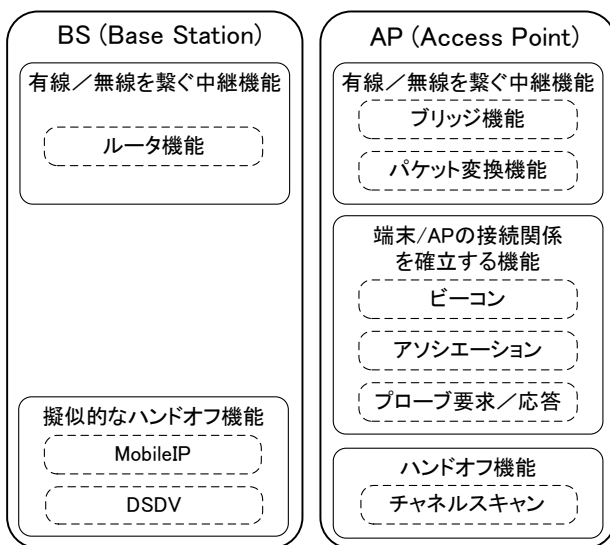 BS (Base Station)
有線／無線を繋ぐ中継機能
ルータ機能
擬似的なハンドオフ機能
MobileIP
DSDV
AP (Access Point)
有線／無線を繋ぐ中継機能
ブリッジ機能
パケット変換機能
端末/APの接続関係
を確立する機能
ビーコン
アソシエーション
プローブ要求／応答
ハンドオフ機能
チャネルスキャン